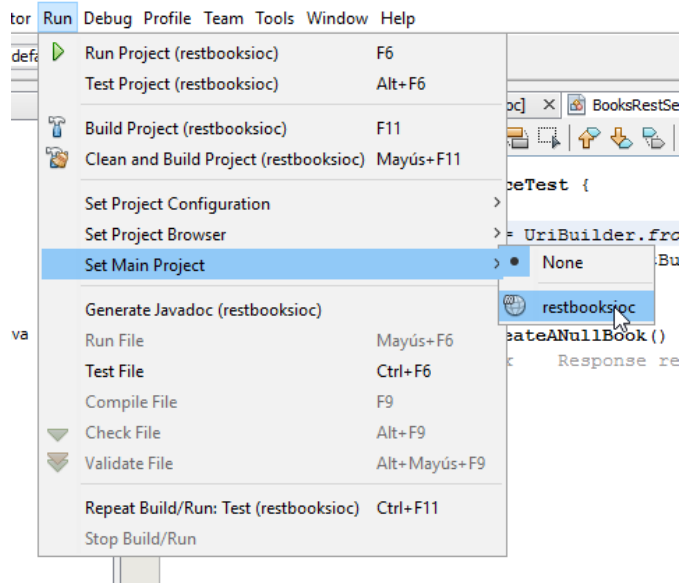 tor Run Debug Profile Team Tools Window Help
defa
Run Project (restbooksioc) F6
Test Project (restbooksioc) Alt+F6
oc] BooksRestSe
Build Project (restbooksioc) F11
Clean and Build Project (restbooksioc) Mayús+F11
ceTest {
Set Project Configuration
Set Project Browser
= UriBuilder.fro
Set Main Project
None
tBu
restbooksioc
Generate Javadoc (restbooksioc)
va
Run File Mayús+F6
eateANullBook()
Test File Ctrl+F6
Response re
Compile File F9
Check File Alt+F9
Validate File Alt+Mayús+F9
Repeat Build/Run: Test (restbooksioc) Ctrl+F11
Stop Build/Run